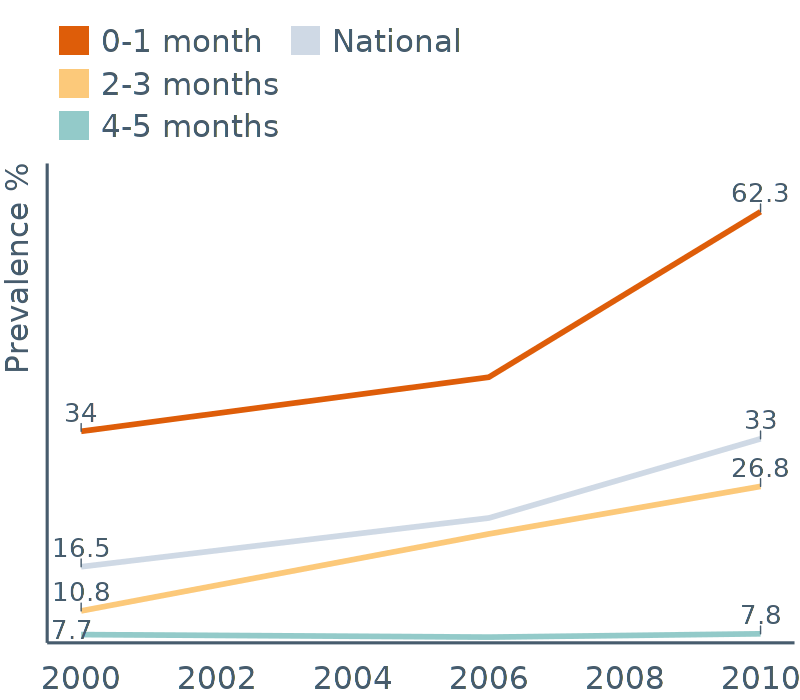 0-1 month
National
2-3 months
4-5 months
Prevalence %
62.3
34
33
26.8
16.5
10.8
7.7
7.8
2000 2002 2004 2006 2008 2010